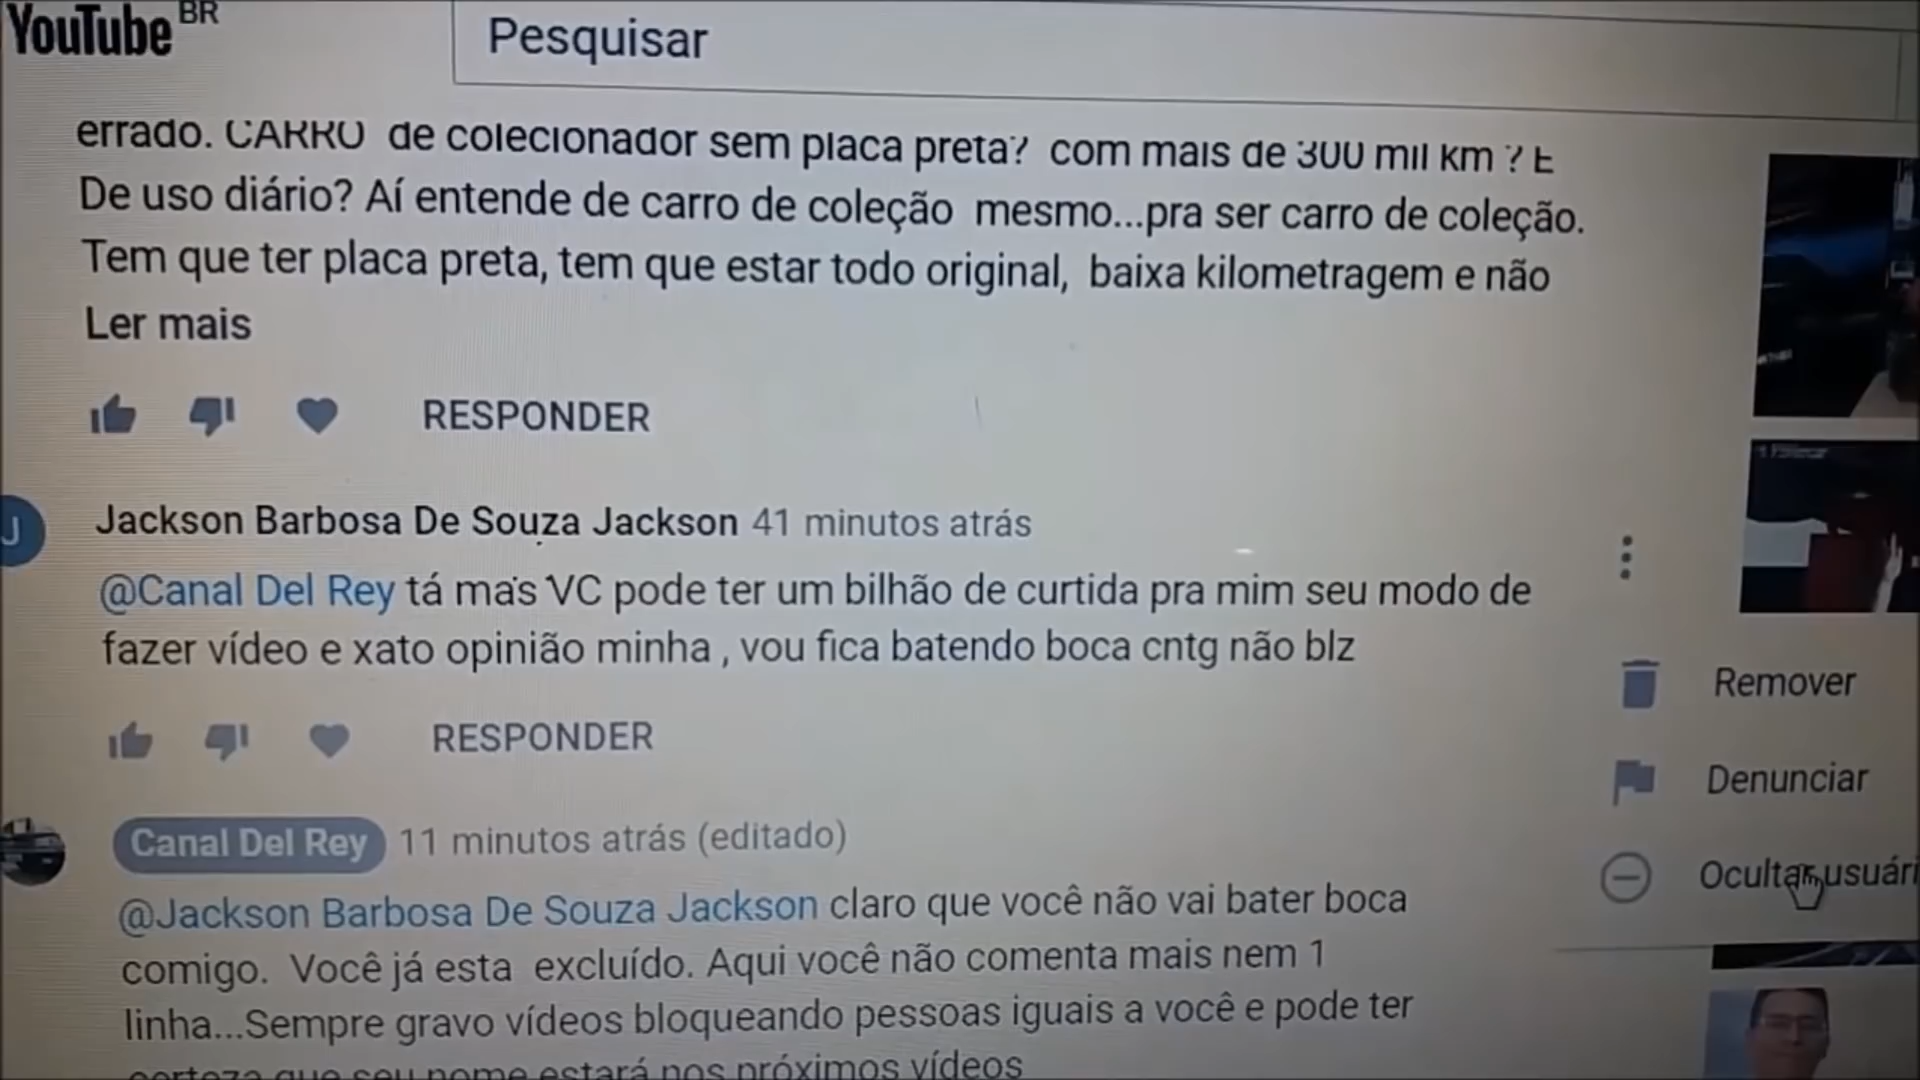 YouTube BR
Pesquisar
errado. CARRO de colecionador sem placa preta? com mais de 300 mil km ? E
De uso diário? Aí entende de carro de coleção mesmo...pra ser carro de coleção.
Tem que ter placa preta, tem que estar todo original, baixa kilometragem e não
Ler mais
RESPONDER
J
Jackson Barbosa De Souza Jackson 41 minutos atrás
@Canal Del Rey tá mas VC pode ter um bilhão de curtida pra mim seu modo de
fazer vídeo e xato opinião minha , vou fica batendo boca cntg não blz
Remover
RESPONDER
Denunciar
Canal Del Rey 11 minutos atrás (editado)
Ocultar usuári
@Jackson Barbosa De Souza Jackson claro que você não vai bater boca
comigo. Você já esta excluído. Aqui você não comenta mais nem 1
linha...Sempre gravo vídeos bloqueando pessoas iguais a você e pode ter
certeza que seu nome estará nos próximos vídeos